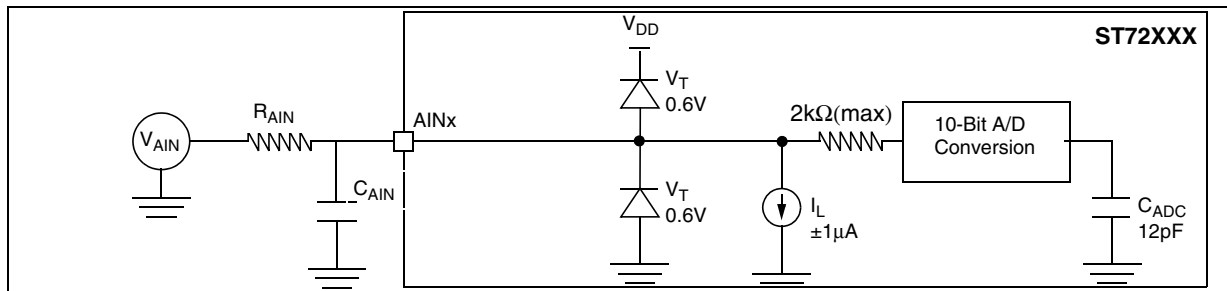 V_DD
ST72XXX
V_T
0.6V
R_AIN
AINx
2kΩ(max)
10-Bit A/D
Conversion
V_AIN
C_AIN
V_T
0.6V
I_L
±1μA
C_ADC
12pF